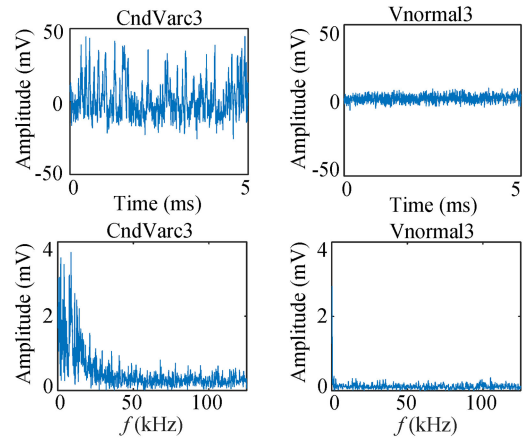 CndVarc3
Vnormal3
50
0
-50
Amplitude (mV)
0
5
Time (ms)
50
0
-50
Amplitude (mV)
0
5
Time (ms)
CndVarc3
Vnormal3
4
2
0
Amplitude (mV)
0
50
100
f (kHz)
4
2
0
Amplitude (mV)
0
50
100
f (kHz)